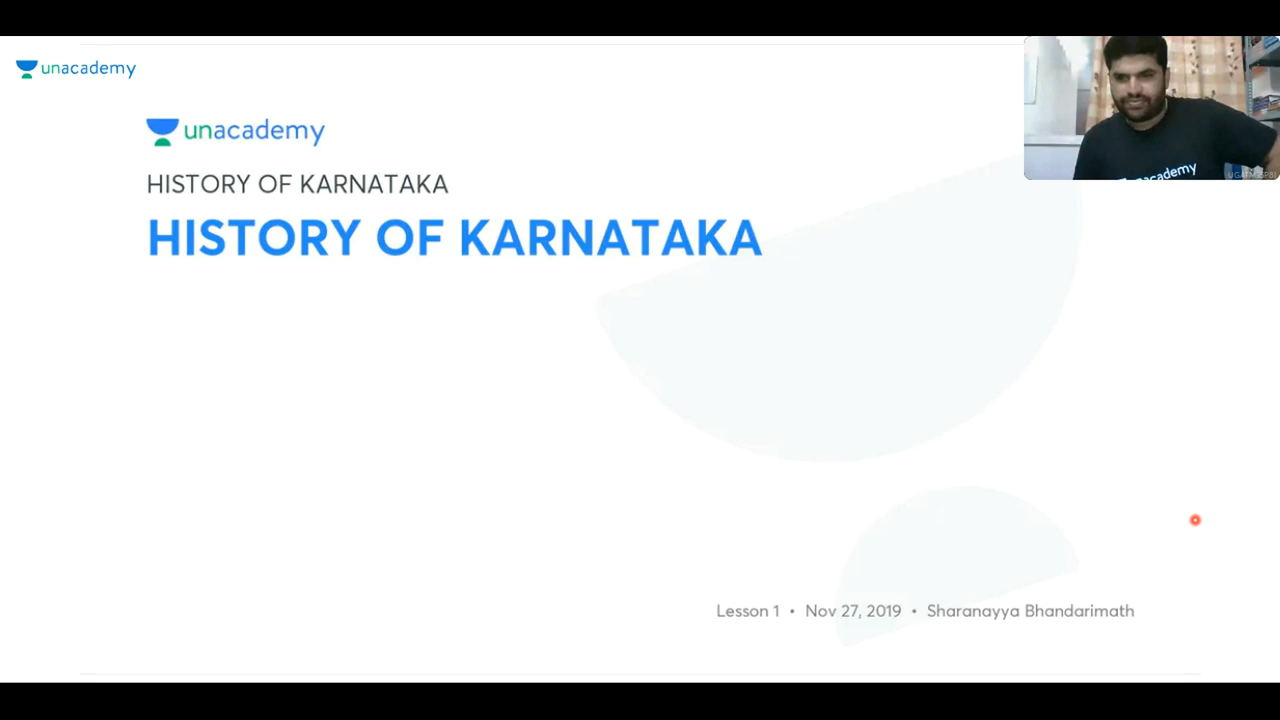 unacademy
unacademy
HISTORY OF KARNATAKA
HISTORY OF KARNATAKA
Lesson 1 • Nov 27, 2019 • Sharanayya Bhandarimath